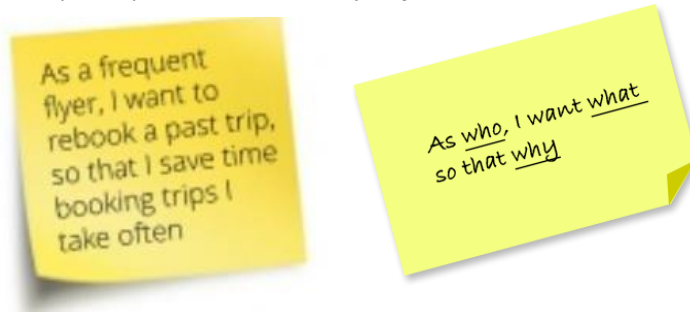 As a frequent
flyer, I want to
rebook a past trip,
so that I save time
booking trips I
take often
As who, I want what
so that why